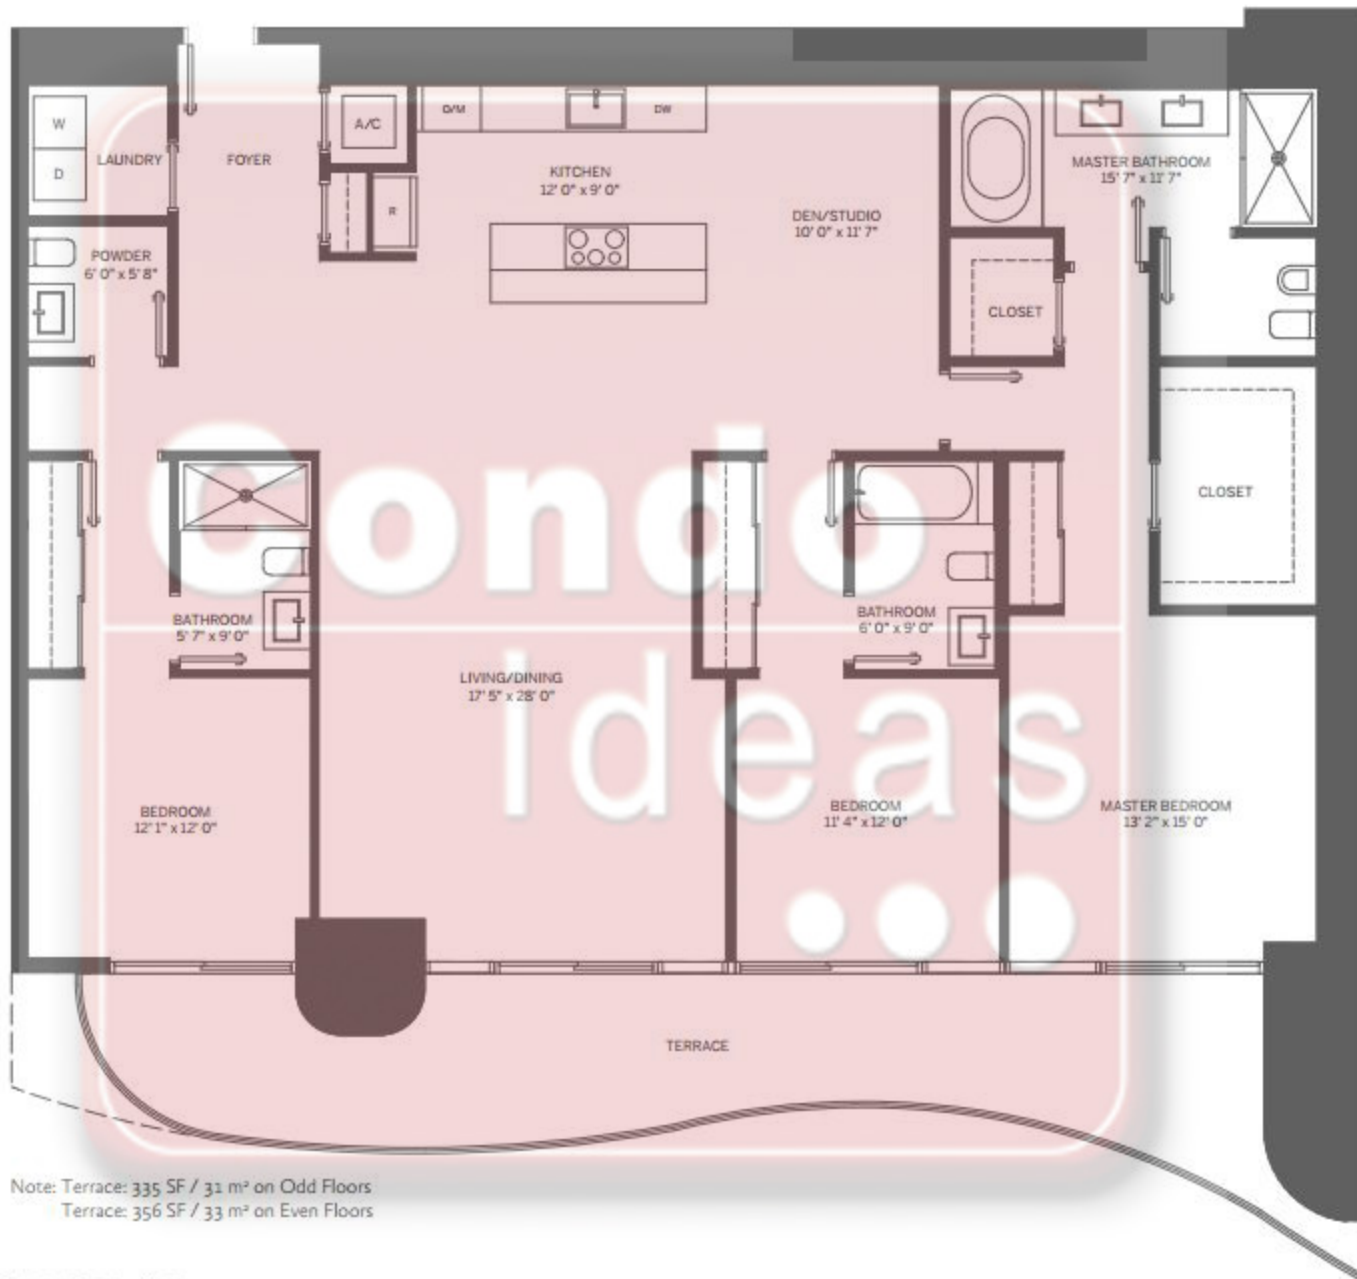 W
D
LAUNDRY
FOYER
A/C
O/M
DW
KITCHEN
12' 0" x 9' 0"
R
DEN/STUDIO
10' 0" x 11' 7"
MASTER BATHROOM
15' 7" x 11' 7"
POWDER
6' 0" x 5' 8"
CLOSET
CLOSET
Condo
ideas
BATHROOM
5' 7" x 9' 0"
BATHROOM
6' 0" x 9' 0"
LIVING/DINING
17' 5" x 28' 0"
BEDROOM
12' 1" x 12' 0"
BEDROOM
11' 4" x 12' 0"
MASTER BEDROOM
13' 2" x 15' 0"
TERRACE
Note: Terrace: 335 SF / 31 m² on Odd Floors
Terrace: 356 SF / 33 m² on Even Floors